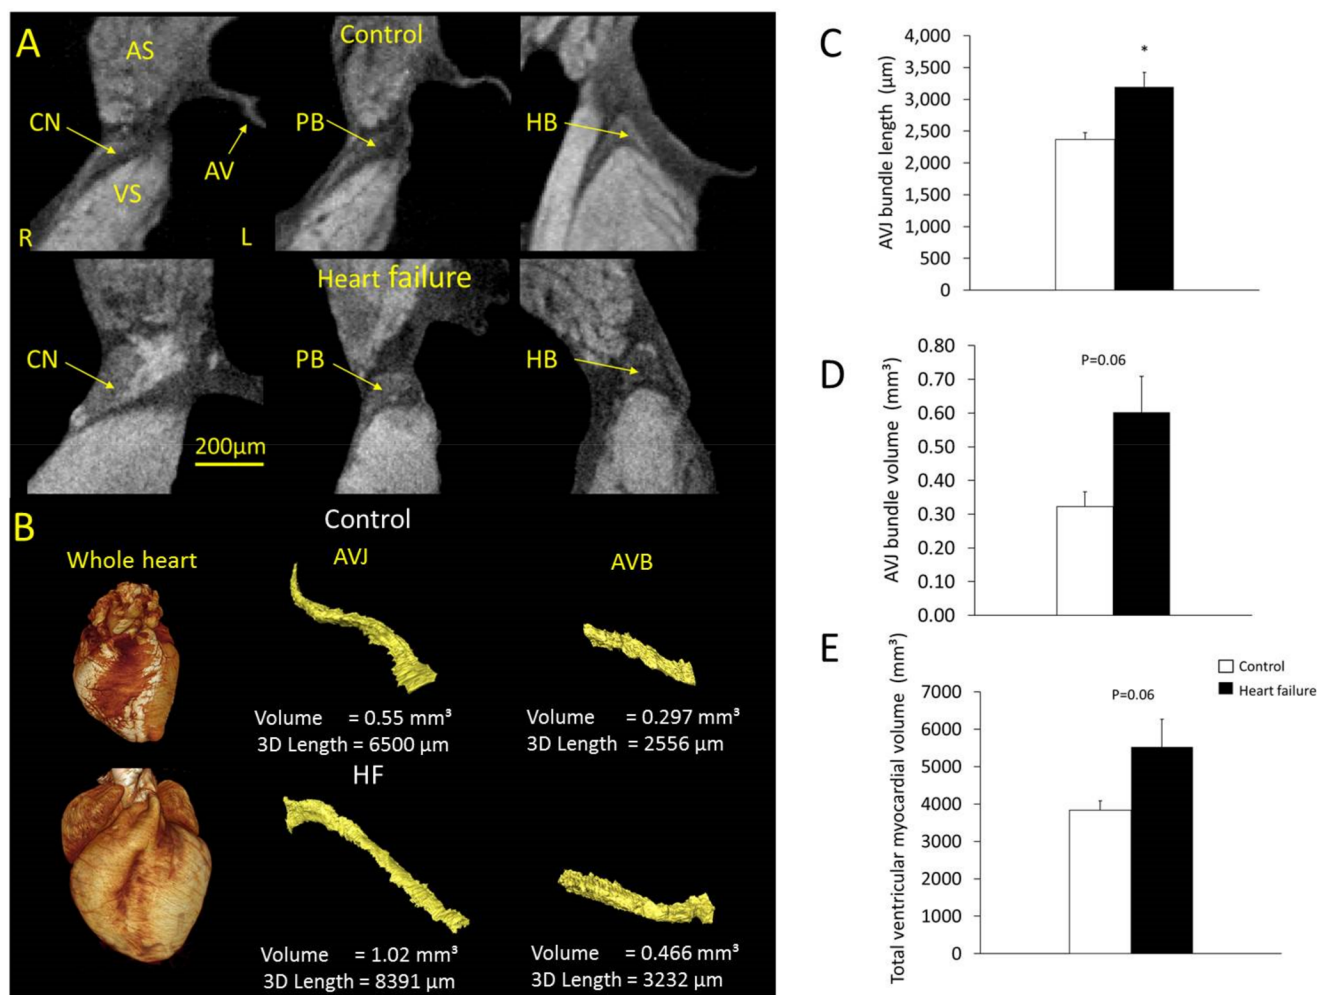 A
AS
Control
CN
PB
HB
AV
VS
R
L
Heart failure
CN
PB
HB
200µm
B
Control
Whole heart
AVJ
AVB
Volume = 0.55 mm³
3D Length = 6500 µm
Volume = 0.297 mm³
3D Length = 2556 µm
HF
Volume = 1.02 mm³
3D Length = 8391 µm
Volume = 0.466 mm³
3D Length = 3232 µm
C
AVJ bundle length (µm)
4,000
3,500
3,000
2,500
2,000
1,500
1,000
500
0
*
D
AVJ bundle volume (mm³)
0.80
0.70
0.60
0.50
0.40
0.30
0.20
0.10
0.00
P=0.06
E
Total ventricular myocardial volume (mm³)
7000
6000
5000
4000
3000
2000
1000
0
P=0.06
Control
Heart failure